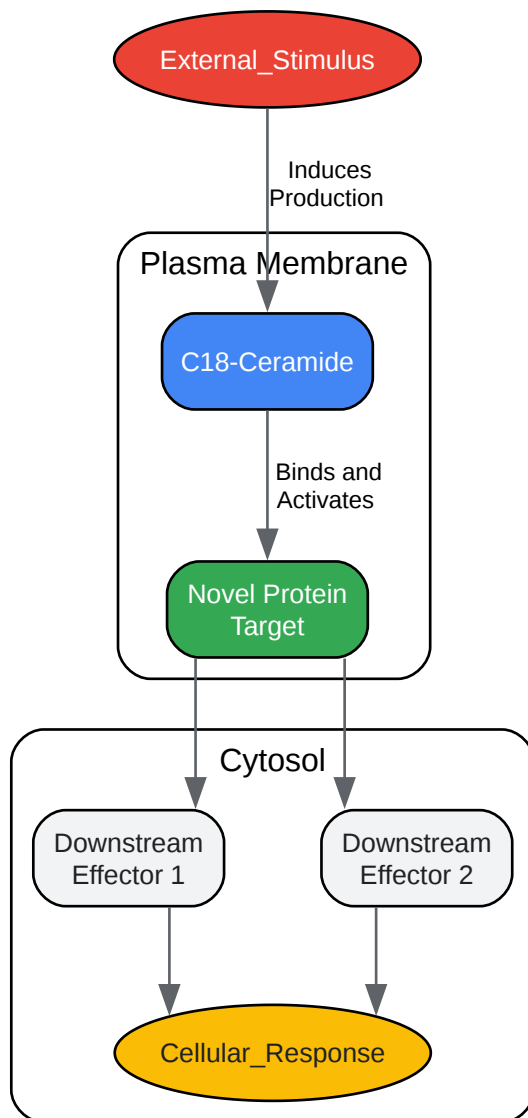 External_Stimulus
Induces
Production
Plasma Membrane
C18-Ceramide
Binds and
Activates
Novel Protein
Target
Cytosol
Downstream
Effector 1
Downstream
Effector 2
Cellular_Response